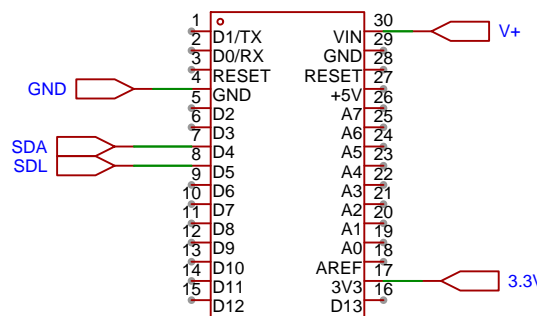 1 30
D1/TX VIN V+
2 29
D0/RX GND
3 28
RESET RESET
4 27
GND GND +5V
5 26
D2 A7
6 25
D3 A6
7 24
SDA D4 A5
8 23
SDL D5 A4
9 22
D6 A3
10 21
D7 A2
11 20
D8 A1
12 19
D9 A0
13 18
D10 AREF
14 17
D11 3V3 3.3V
15 16
D12 D13